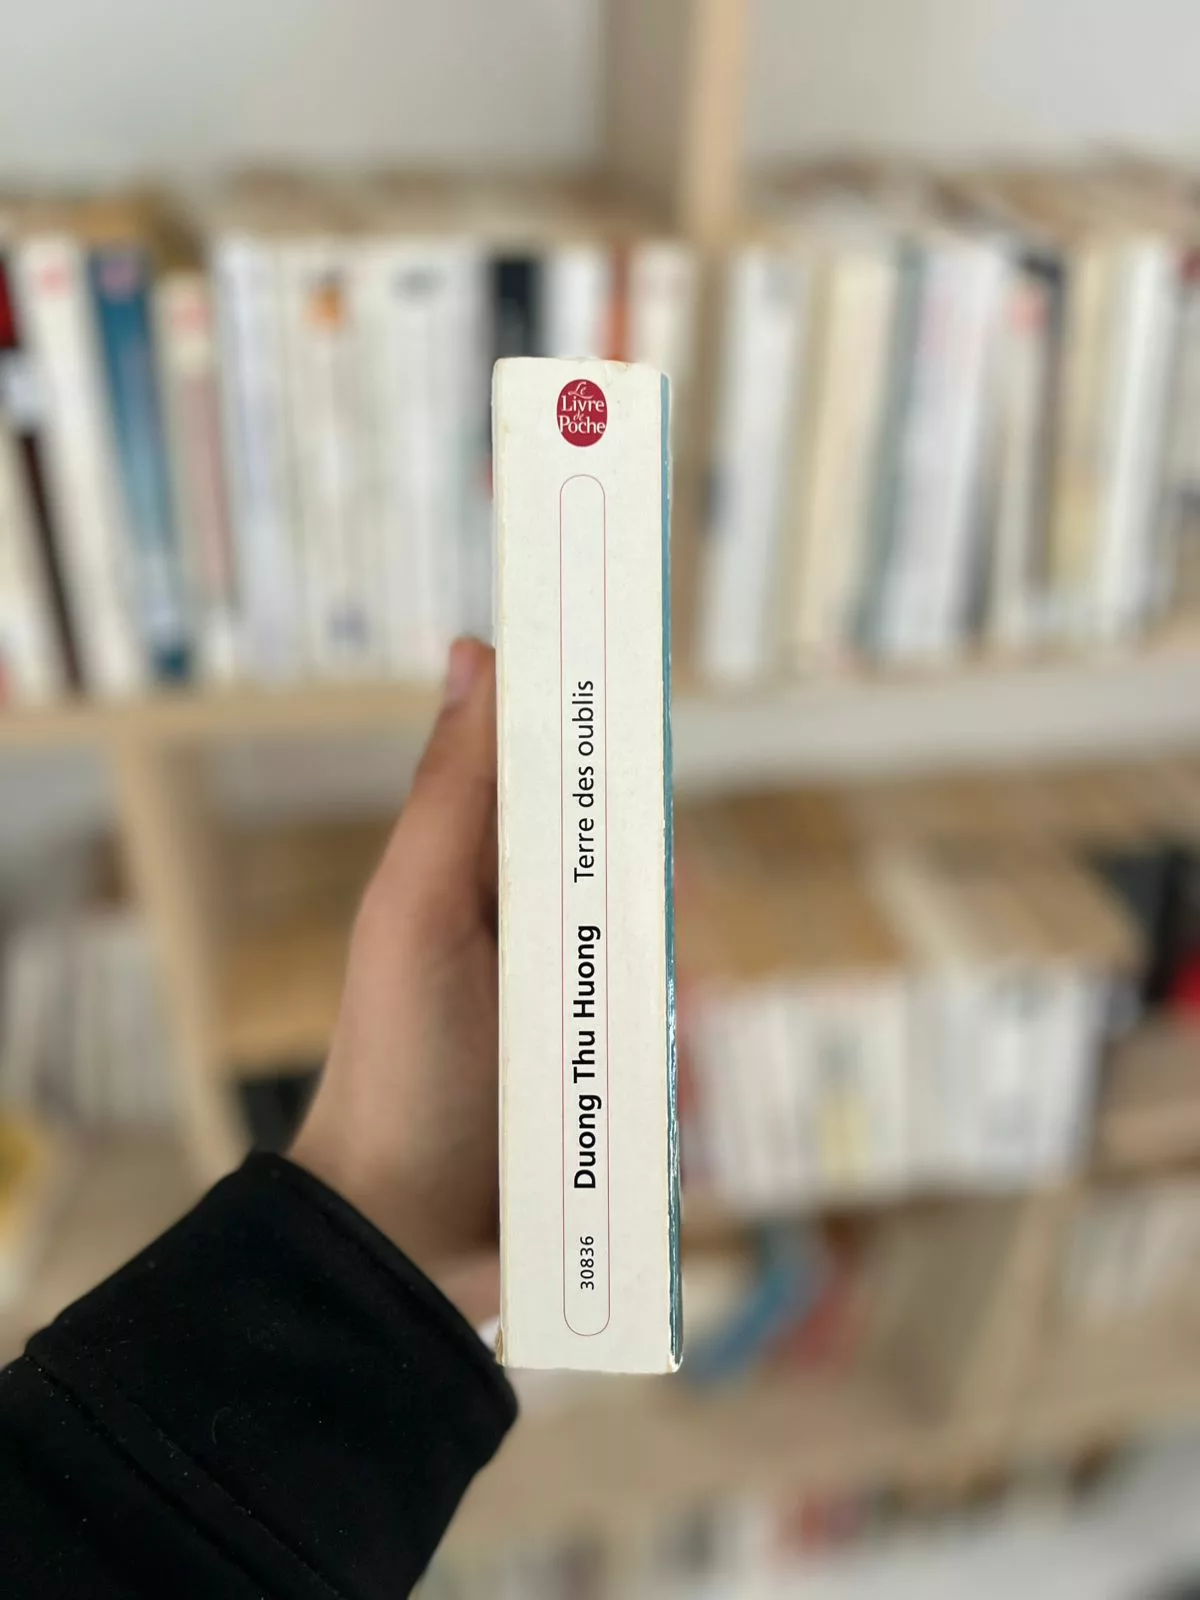 Le
Livre
de
Poche
30836 Duong Thu Huong Terre des oublis